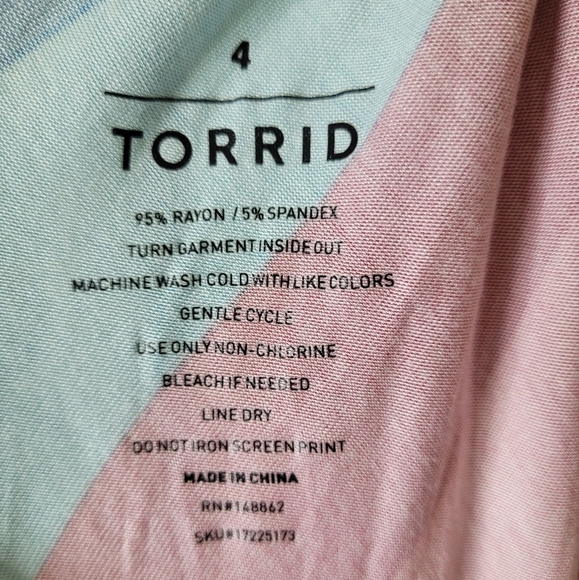 4
TORRID
95% RAYON / 5% SPANDEX
TURN GARMENT INSIDE OUT
MACHINE WASH COLD WITH LIKE COLORS
GENTLE CYCLE
USE ONLY NON-CHLORINE
BLEACH IF NEEDED
LINE DRY
DO NOT IRON SCREEN PRINT
MADE IN CHINA
RN#148862
SKU#17225173